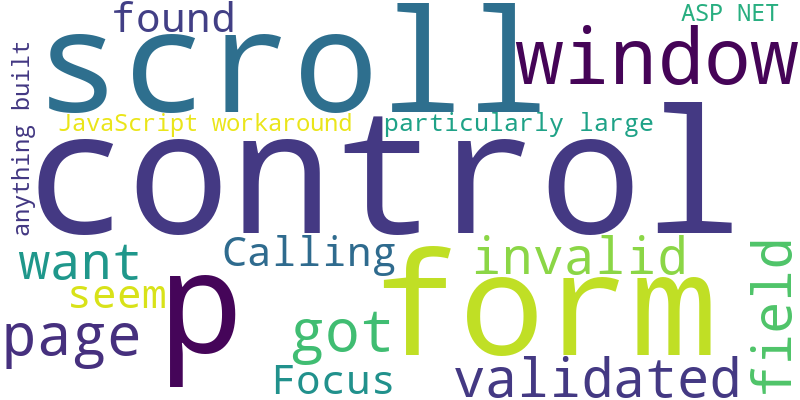 found
ASP NET
scroll
window
anything built
JavaScript workaround
particularly large
control
want
Calling
invalid
field
seem
p
form
page
got
Focus
validated